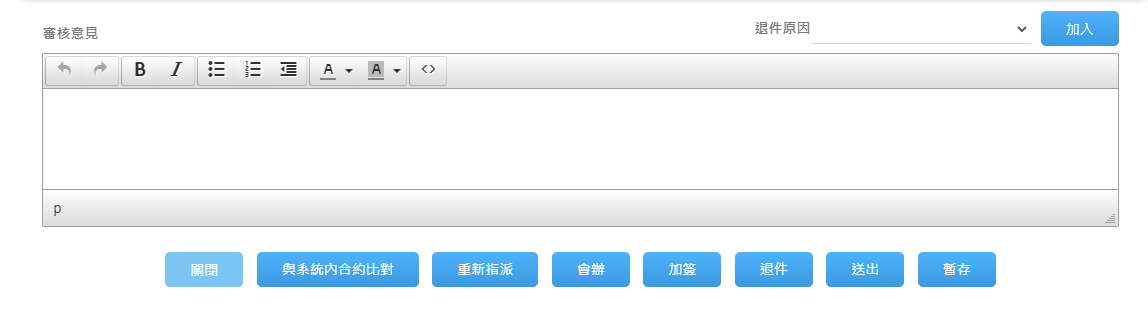 審核意見
退件原因
加入
B I A A <>
p
關閉 與系統內合約比對 重新指派 會辦 加簽 退件 送出 暫存